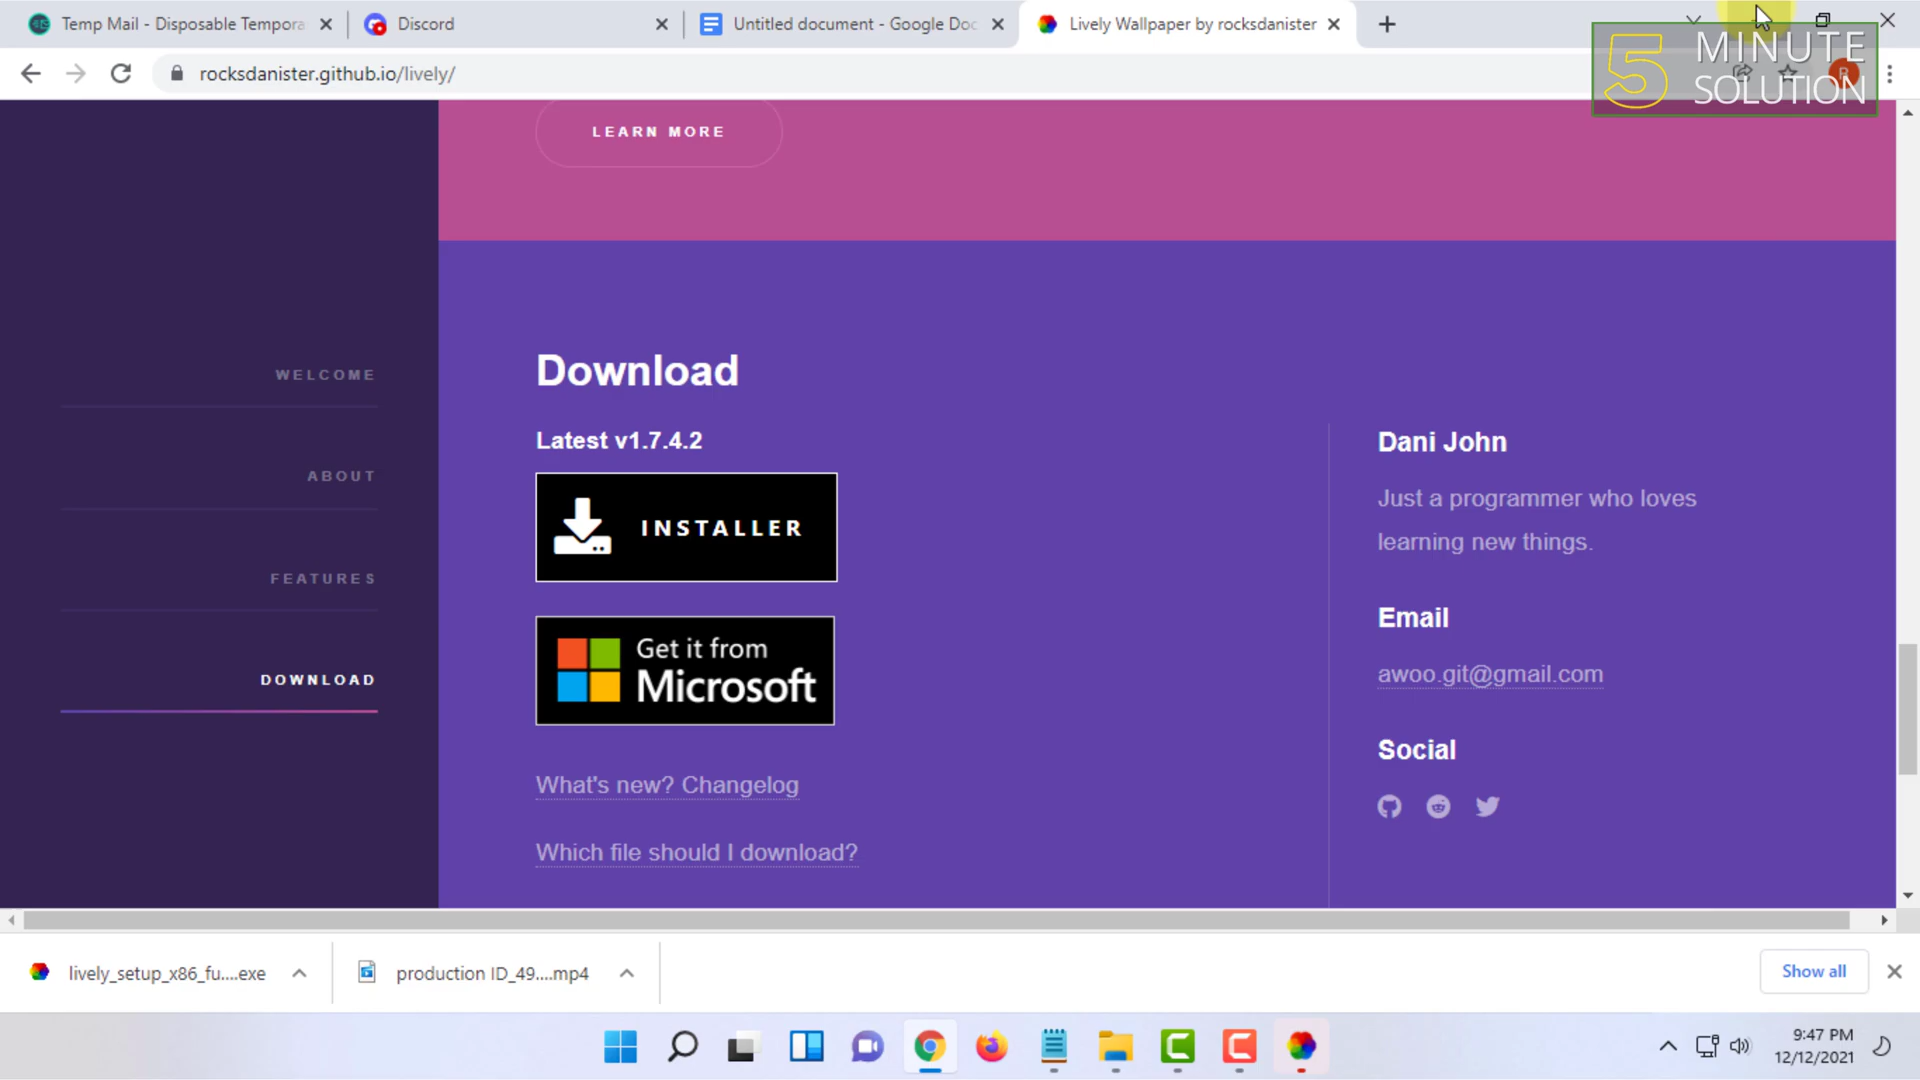 Temp Mail - Disposable Tempora
Discord
Untitled document - Google Doc
Lively Wallpaper by rocksdanister
rocksdanister.github.io/lively/
5 MINUTE
SOLUTION
LEARN MORE
WELCOME
ABOUT
FEATURES
DOWNLOAD
Download
Latest v1.7.4.2
INSTALLER
Get it from
Microsoft
What's new? Changelog
Which file should I download?
Dani John
Just a programmer who loves
learning new things.
Email
awoo.git@gmail.com
Social
lively_setup_x86_fu....exe
production ID_49....mp4
Show all
9:47 PM
12/12/2021